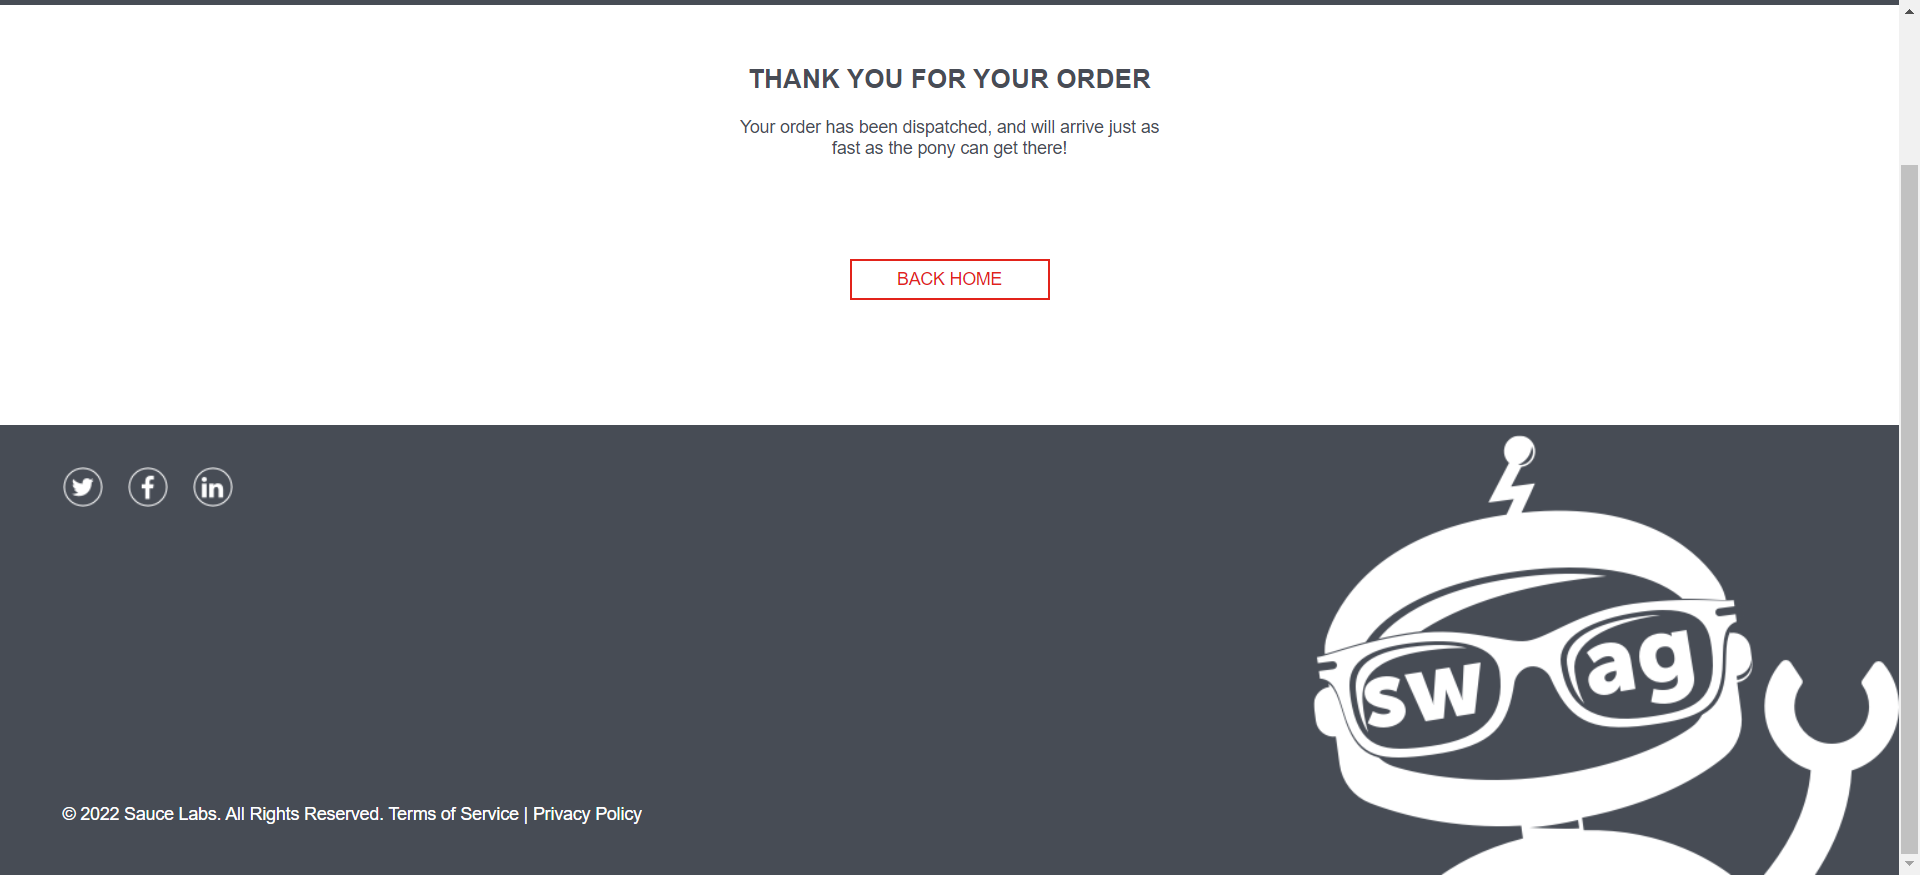 THANK YOU FOR YOUR ORDER
Your order has been dispatched, and will arrive just as
fast as the pony can get there!
BACK HOME
f
in
sw ag
© 2022 Sauce Labs. All Rights Reserved. Terms of Service | Privacy Policy